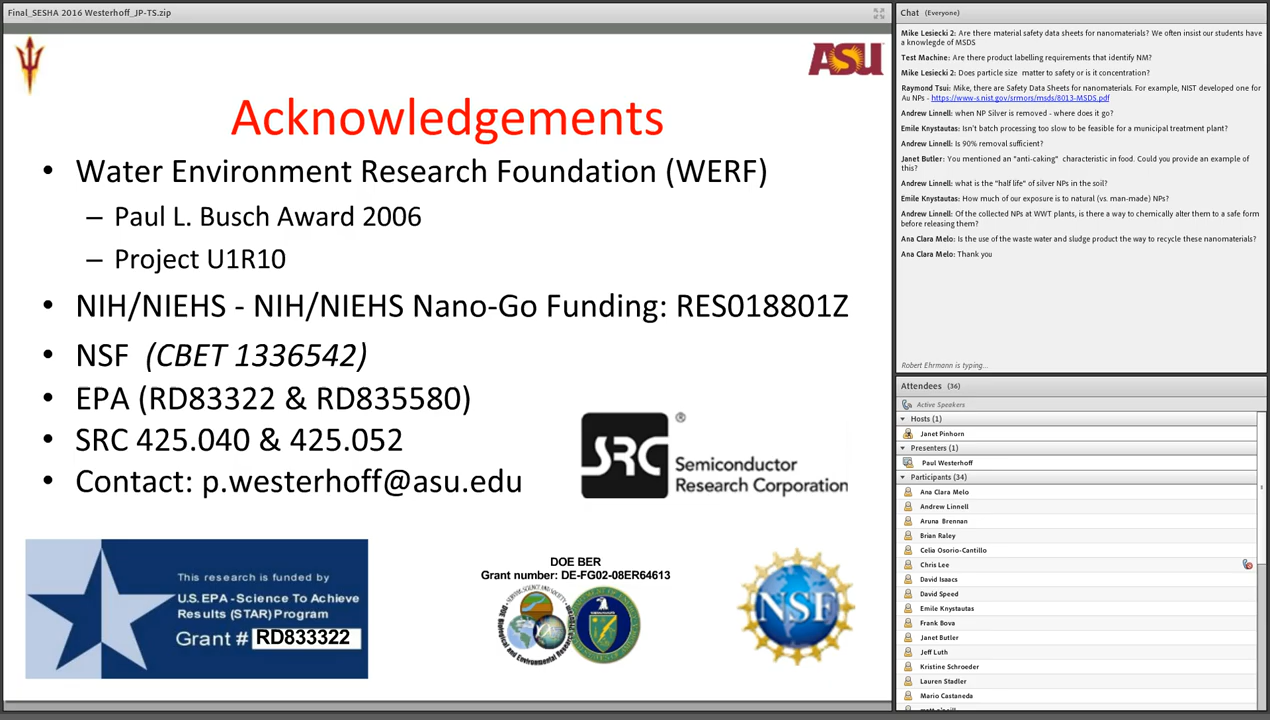 Final_SESHA 2016 Westerhoff_JP-TS.zip
ASU
Acknowledgements
• Water Environment Research Foundation (WERF)
– Paul L. Busch Award 2006
– Project U1R10
• NIH/NIEHS - NIH/NIEHS Nano-Go Funding: RES018801Z
• NSF (CBET 1336542)
• EPA (RD83322 & RD835580)
• SRC 425.040 & 425.052
• Contact: p.westerhoff@asu.edu
SRC ®
Semiconductor
Research Corporation
This research is funded by
U.S. EPA - Science To Achieve
Results (STAR) Program
Grant # RD833322
DOE BER
Grant number: DE-FG02-08ER64613
NSF
Chat (Everyone)
Mike Lesiecki 2: Are there material safety data sheets for nanomaterials? We often insist our students have
a knowlegde of MSDS
Test Machine: Are there product labelling requirements that identify NM?
Mike Lesiecki 2: Does particle size matter to safety or is it concentration?
Raymond Tsui: Mike, there are Safety Data Sheets for nanomaterials. For example, NIST developed one for
Au NPs - https://www-s.nist.gov/srmors/msds/8013-MSDS.pdf
Andrew Linnell: when NP Silver is removed - where does it go?
Emile Knystautas: Isn't batch processing too slow to be feasible for a municipal treatment plant?
Andrew Linnell: Is 90% removal sufficient?
Janet Butler: You mentioned an "anti-caking" characteristic in food. Could you provide an example of
this?
Andrew Linnell: what is the "half life" of silver NPs in the soil?
Emile Knystautas: How much of our exposure is to natural (vs. man-made) NPs?
Andrew Linnell: Of the collected NPs at WWT plants, is there a way to chemically alter them to a safe form
before releasing them?
Ana Clara Melo: Is the use of the waste water and sludge product the way to recycle these nanomaterials?
Ana Clara Melo: Thank you
Robert Ehrmann is typing...
Attendees (36)
Active Speakers
Hosts (1)
Janet Pinhorn
Presenters (1)
Paul Westerhoff
Participants (34)
Ana Clara Melo
Andrew Linnell
Aruna Brennan
Brian Raley
Celia Osorio-Cantillo
Chris Lee
David Isaacs
David Speed
Emile Knystautas
Frank Bova
Janet Butler
Jeff Luth
Kristine Schroeder
Lauren Stadler
Mario Castaneda